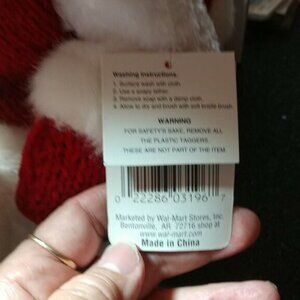 Washing Instructions.
1. Surface wash with cloth.
2. Use a soapy lather.
3. Remove soap with a damp cloth.
4. Allow to dry and brush with soft bristle brush.
WARNING
FOR SAFETY'S SAKE, REMOVE ALL
THE PLASTIC TAGGERS.
THESE ARE NOT PART OF THE ITEM.
0 22286 03196 7
Marketed by Wal-Mart Stores, Inc.
Bentonville, AR 72716 shop at
www.wal-mart.com
Made in China